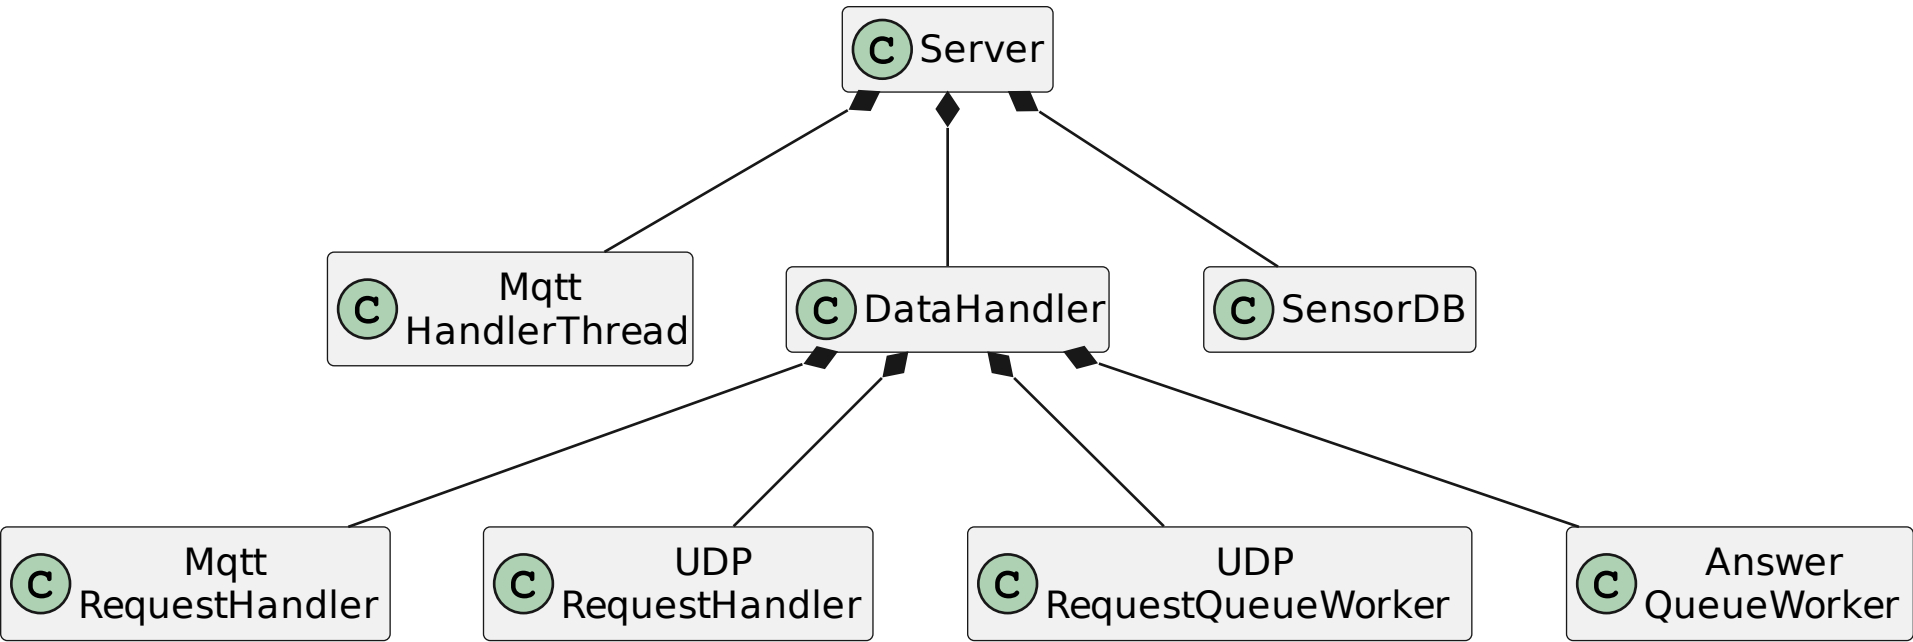 C Server
C Mqtt
HandlerThread
C DataHandler
C SensorDB
C Mqtt
RequestHandler
C UDP
RequestHandler
C UDP
RequestQueueWorker
C Answer
QueueWorker